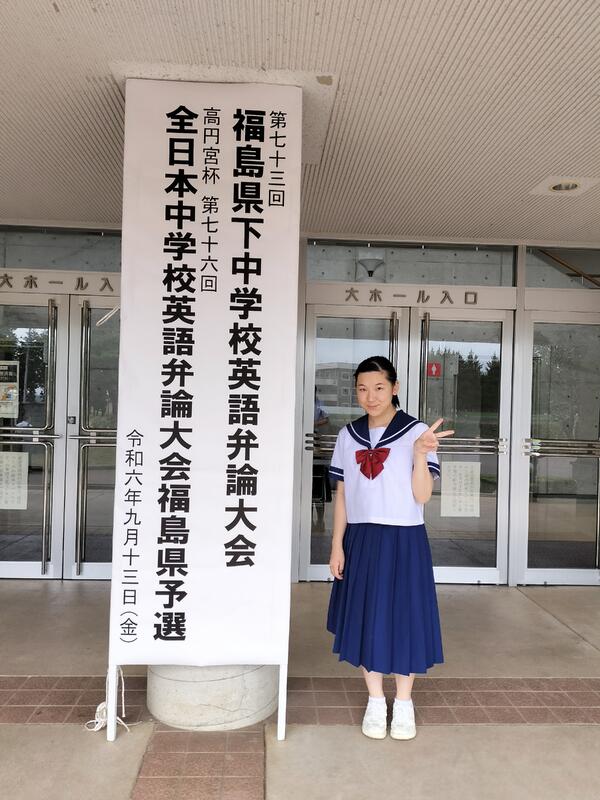 第七十三回
福島県下中学校英語弁論大会
高円宮杯 第七十六回
全日本中学校英語弁論大会福島県予選
令和六年九月十三日(金)
大ホール入
大ホール入口